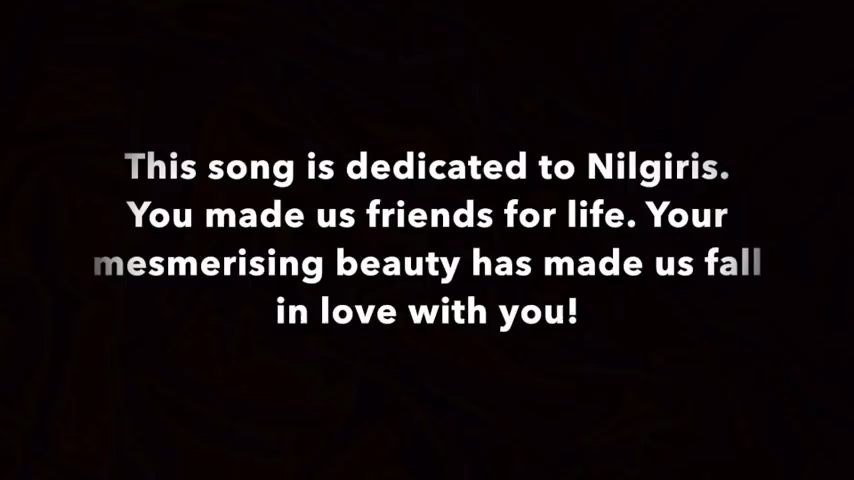 This song is dedicated to Nilgiris.
You made us friends for life. Your
mesmerising beauty has made us fall
in love with you!